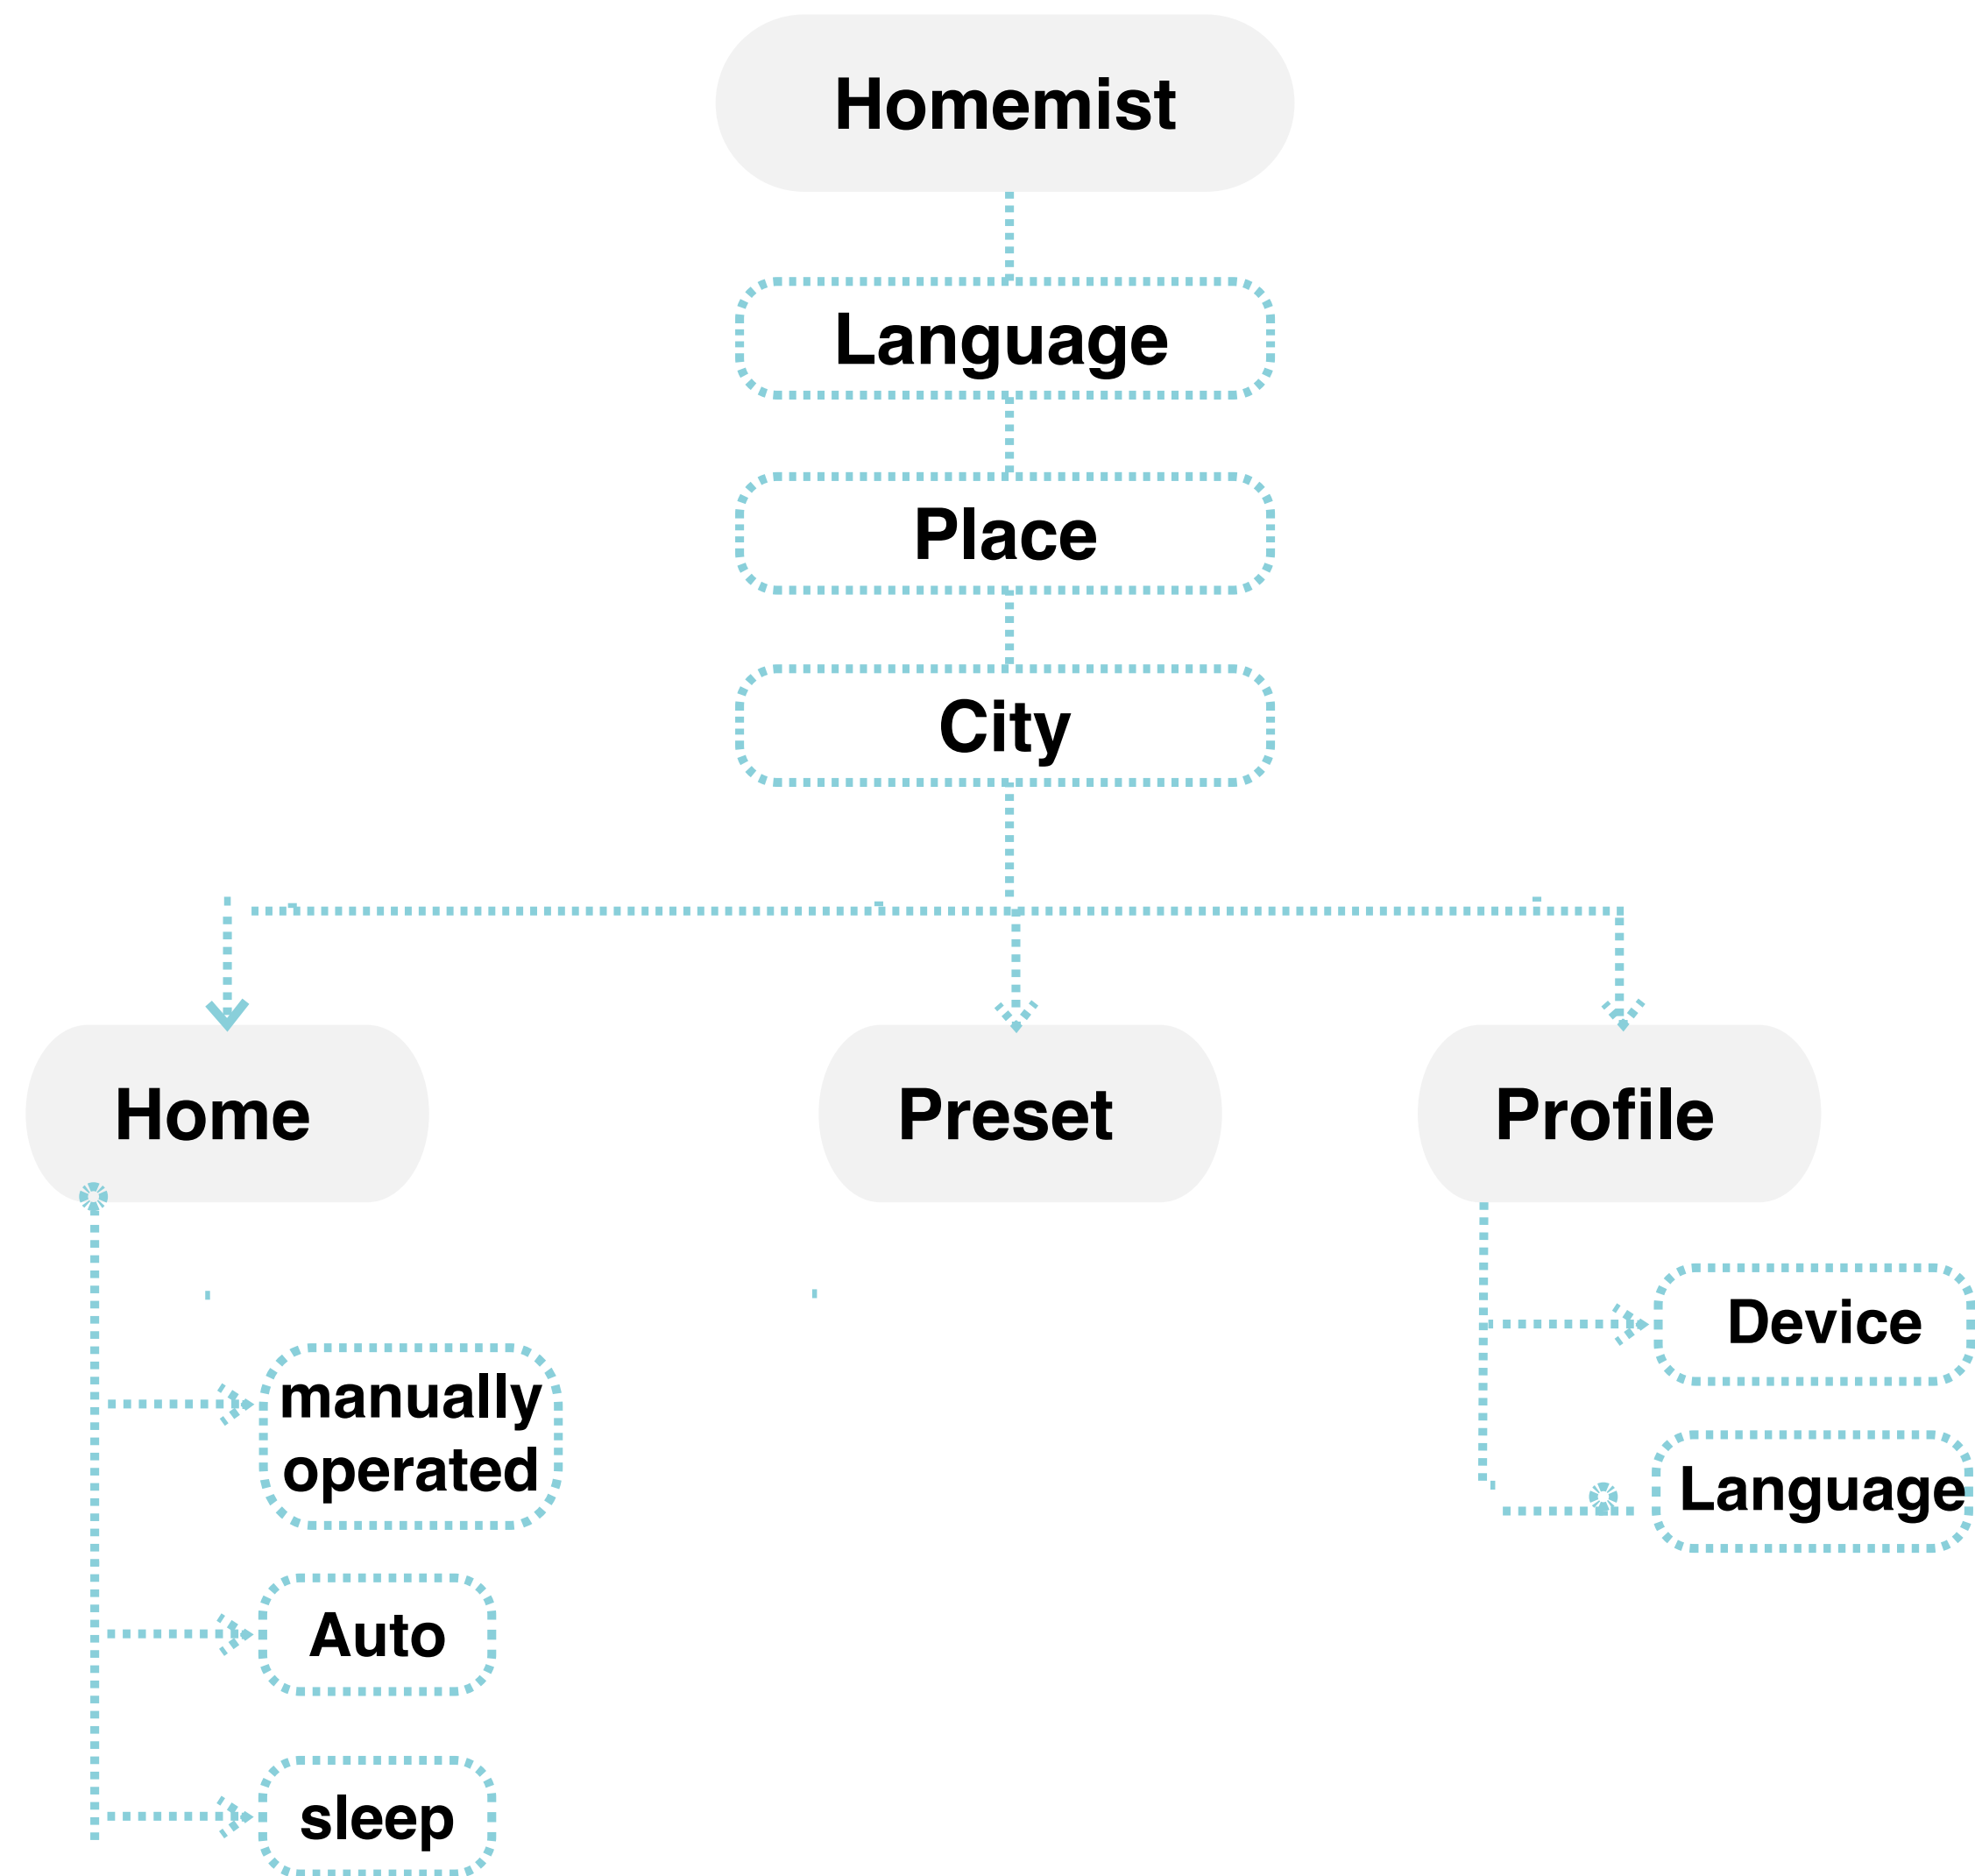 Homemist
Language
Place
City
Home
Preset
Profile
Device
manually
operated
Language
Auto
sleep